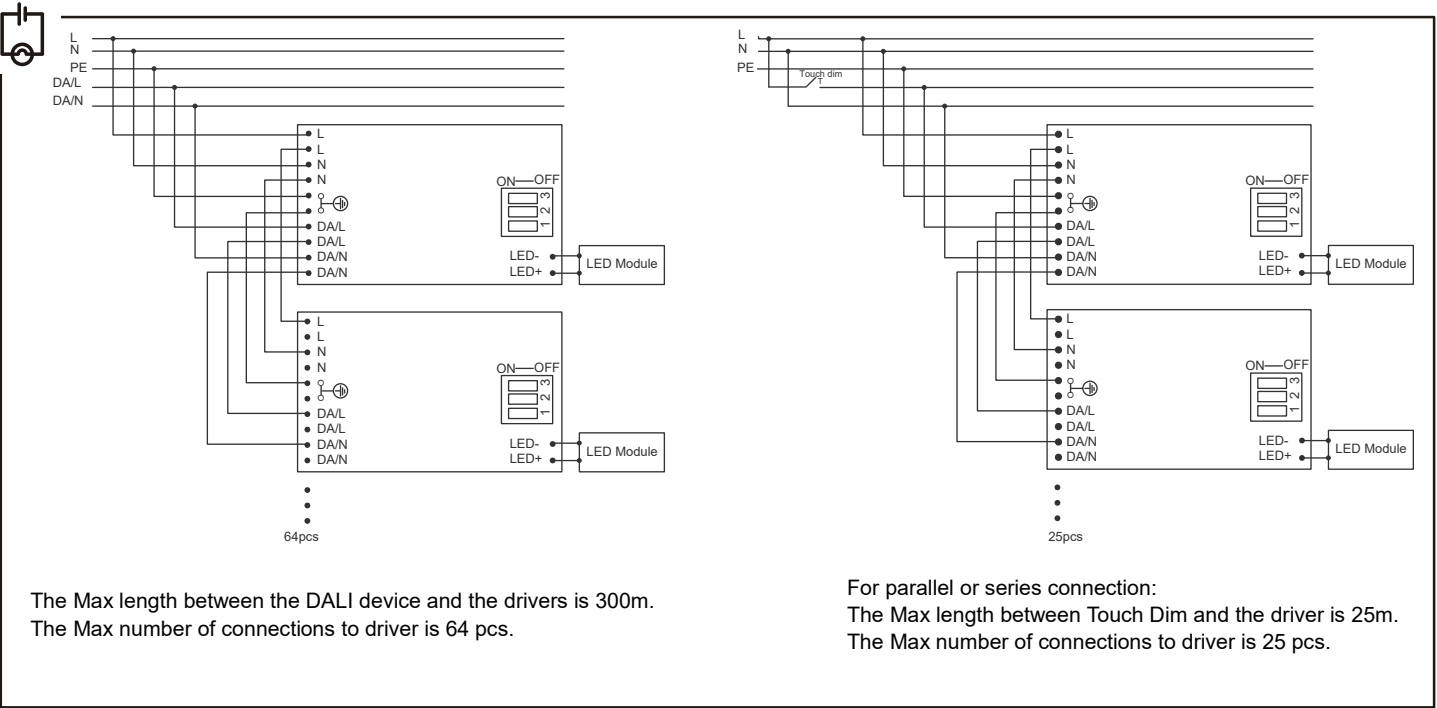 L
N
PE
DA/L
DA/N
L
L
N
N
DA/L
DA/L
DA/N
DA/N
ON OFF
3
2
1
LED-
LED+
LED Module
L
L
N
N
DA/L
DA/L
DA/N
DA/N
ON OFF
3
2
1
LED-
LED+
LED Module
64pcs
The Max length between the DALI device and the drivers is 300m.
The Max number of connections to driver is 64 pcs.
L
N
PE
Touch dim
T
L
L
N
N
DA/L
DA/L
DA/N
DA/N
ON OFF
3
2
1
LED-
LED+
LED Module
L
L
N
N
DA/L
DA/L
DA/N
DA/N
ON OFF
3
2
1
LED-
LED+
LED Module
25pcs
For parallel or series connection:
The Max length between Touch Dim and the driver is 25m.
The Max number of connections to driver is 25 pcs.